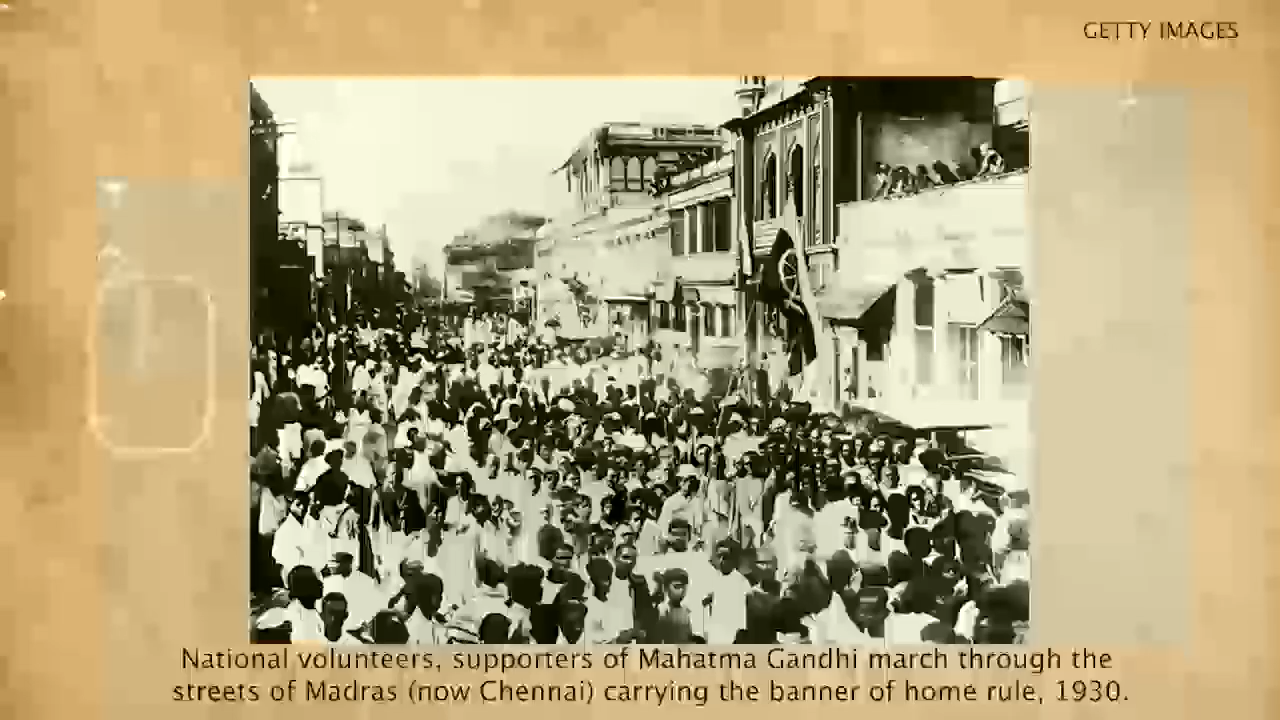 GETTY IMAGES
National volunteers, supporters of Mahatma Gandhi march through the
streets of Madras (now Chennai) carrying the banner of home rule, 1930.